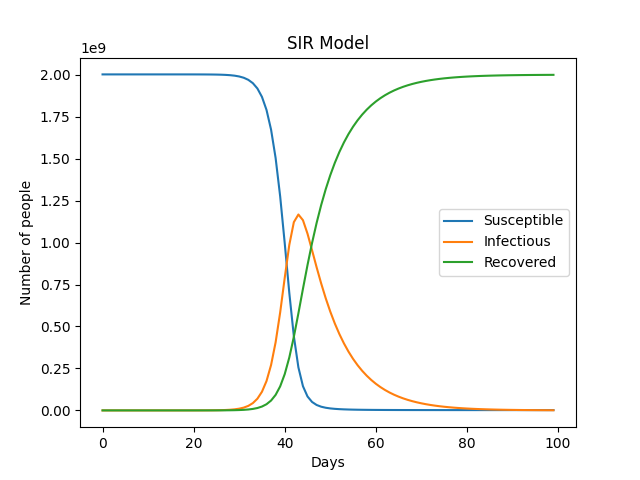 SIR Model
1e9
2.00
1.75
1.50
1.25
1.00
0.75
0.50
0.25
0.00
Number of people
Susceptible
Infectious
Recovered
0 20 40 60 80 100
Days